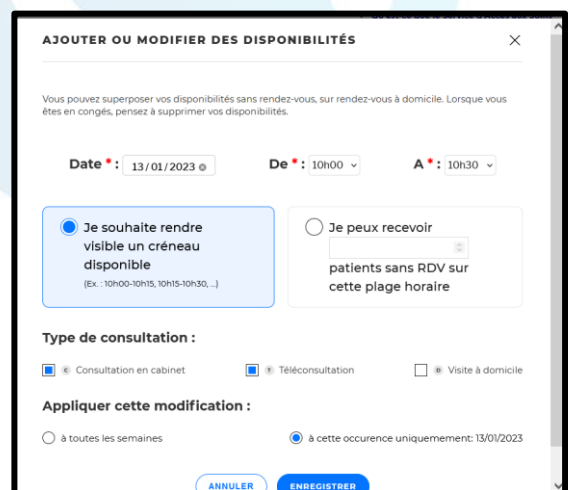 AJOUTER OU MODIFIER DES DISPONIBILITÉS
Vous pouvez superposer vos disponibilités sans rendez-vous, sur rendez-vous à domicile. Lorsque vous
êtes en congés, pensez à supprimer vos disponibilités.
Date * : 13/01/2023 De * : 10h00 A * : 10h30
Je souhaite rendre
visible un créneau
disponible
(Ex. : 10h00-10h15, 10h15-10h30, ...)
Je peux recevoir
patients sans RDV sur
cette plage horaire
Type de consultation :
C Consultation en cabinet T Téléconsultation D Visite à domicile
Appliquer cette modification :
à toutes les semaines à cette occurence uniquemement: 13/01/2023
ANNULER ENREGISTRER